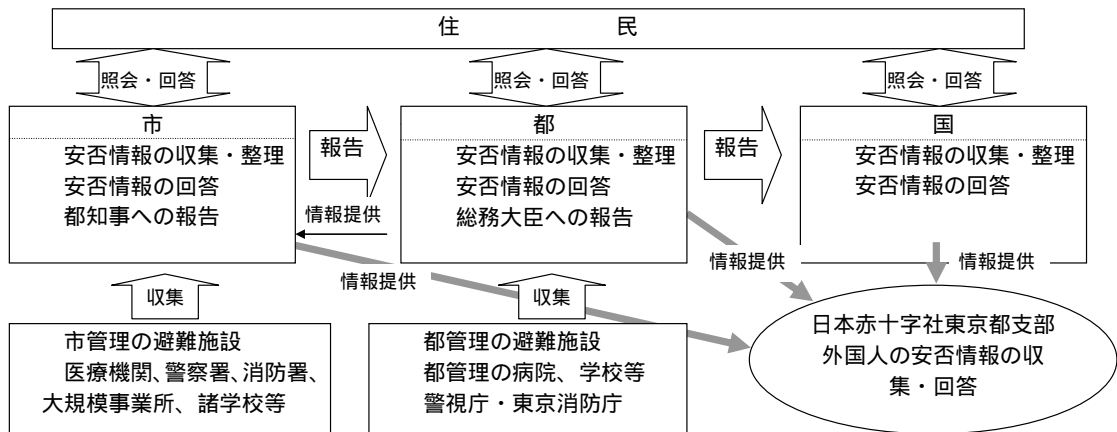 住 民
照会・回答
照会・回答
照会・回答
市
安否情報の収集・整理
安否情報の回答
都知事への報告
報告
情報提供
都
安否情報の収集・整理
安否情報の回答
総務大臣への報告
報告
国
安否情報の収集・整理
安否情報の回答
情報提供
情報提供
情報提供
収集
収集
市管理の避難施設
医療機関、警察署、消防署、
大規模事業所、諸学校等
都管理の避難施設
都管理の病院、学校等
警視庁・東京消防庁
日本赤十字社東京都支部
外国人の安否情報の収
集・回答